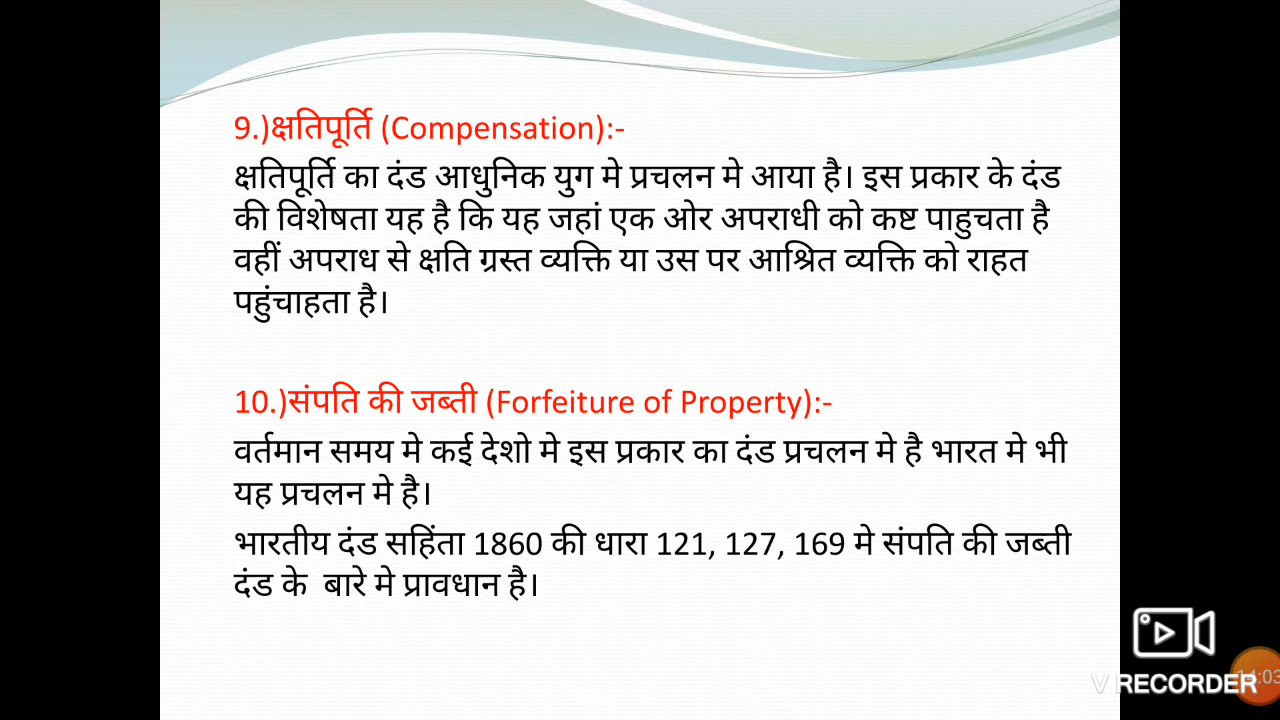 9.)क्षतिपूर्ति (Compensation):-
क्षतिपूर्ति का दंड आधुनिक युग मे प्रचलन मे आया है। इस प्रकार के दंड
की विशेषता यह है कि यह जहां एक ओर अपराधी को कष्ट पाहुचता है
वहीं अपराध से क्षति ग्रस्त व्यक्ति या उस पर आश्रित व्यक्ति को राहत
पहुंचाहता है।
10.)संपति की जब्ती (Forfeiture of Property):-
वर्तमान समय मे कई देशो मे इस प्रकार का दंड प्रचलन मे है भारत मे भी
यह प्रचलन मे है।
भारतीय दंड सहिंता 1860 की धारा 121, 127, 169 मे संपति की जब्ती
दंड के  बारे मे प्रावधान है।
14:03
V RECORDER